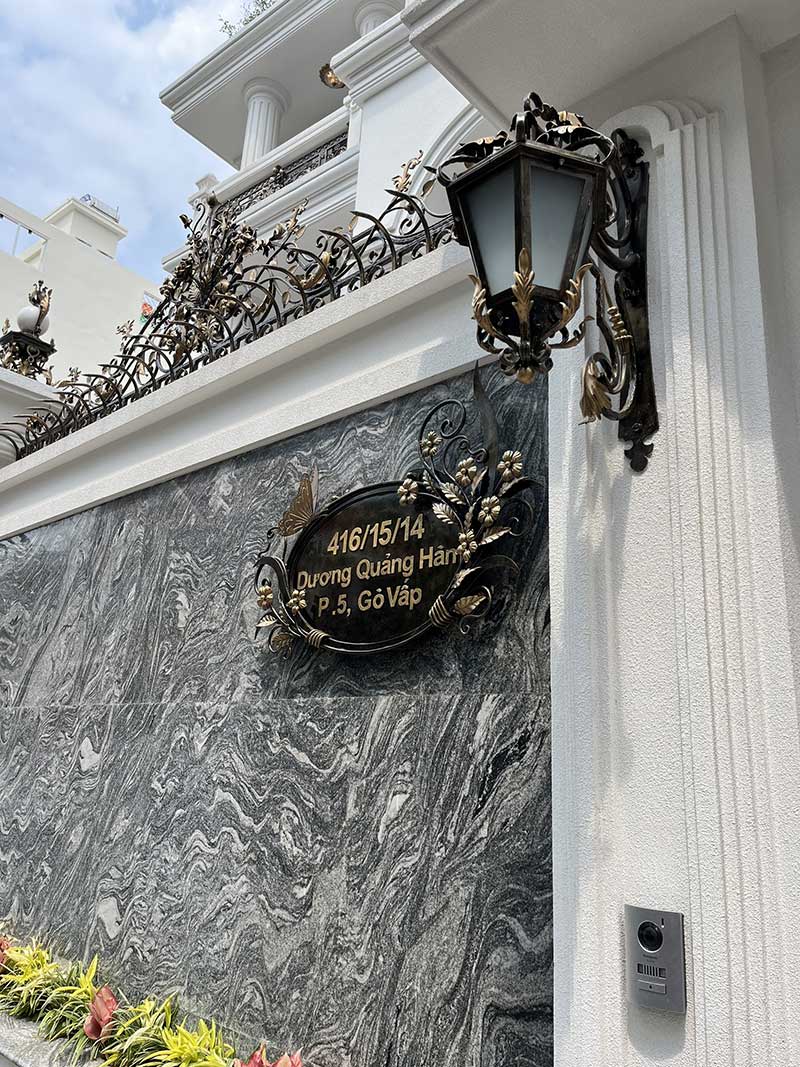 416/15/14
Dương Quảng Hàm
P.5, Gò Vấp